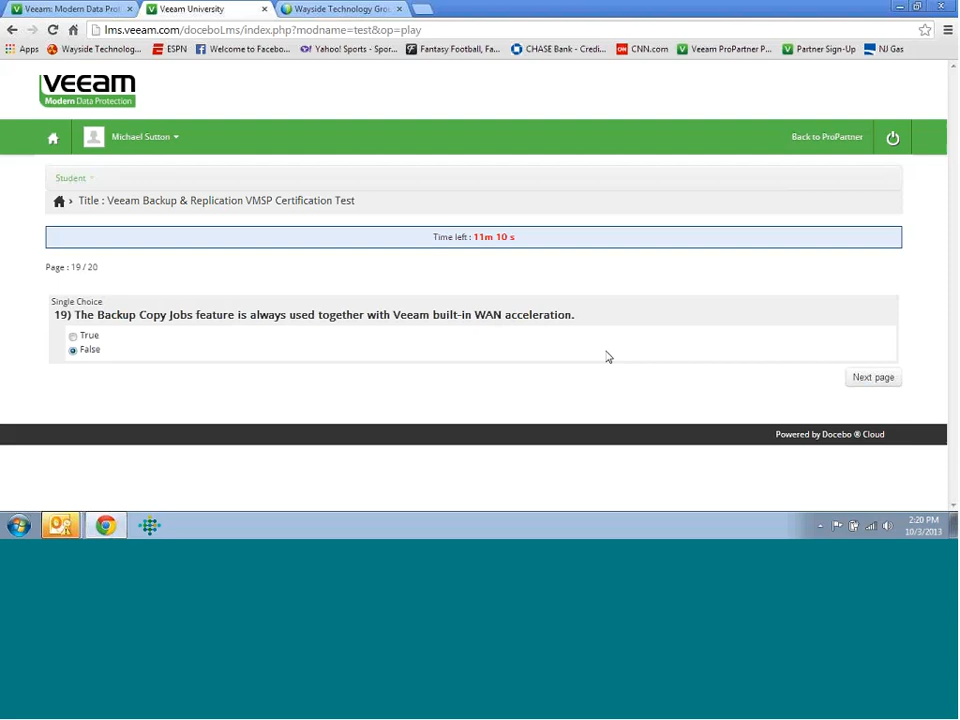 Veeam: Modern Data Prot
Veeam University
Wayside Technology Gro
lms.veeam.com/doceboLms/index.php?modname=test&op=play
Apps
Wayside Technolog...
ESPN
Welcome to Facebo...
Yahoo! Sports - Spor...
Fantasy Football, Fa...
CHASE Bank - Credi...
CNN.com
Veeam ProPartner P...
Partner Sign-Up
NJ Gas
veeam
Modern Data Protection
Michael Sutton
Back to ProPartner
Student
› Title : Veeam Backup & Replication VMSP Certification Test
Time left : 11m 10 s
Page : 19 / 20
Single Choice
19) The Backup Copy Jobs feature is always used together with Veeam built-in WAN acceleration.
True
False
Next page
Powered by Docebo ® Cloud
2:20 PM
10/3/2013